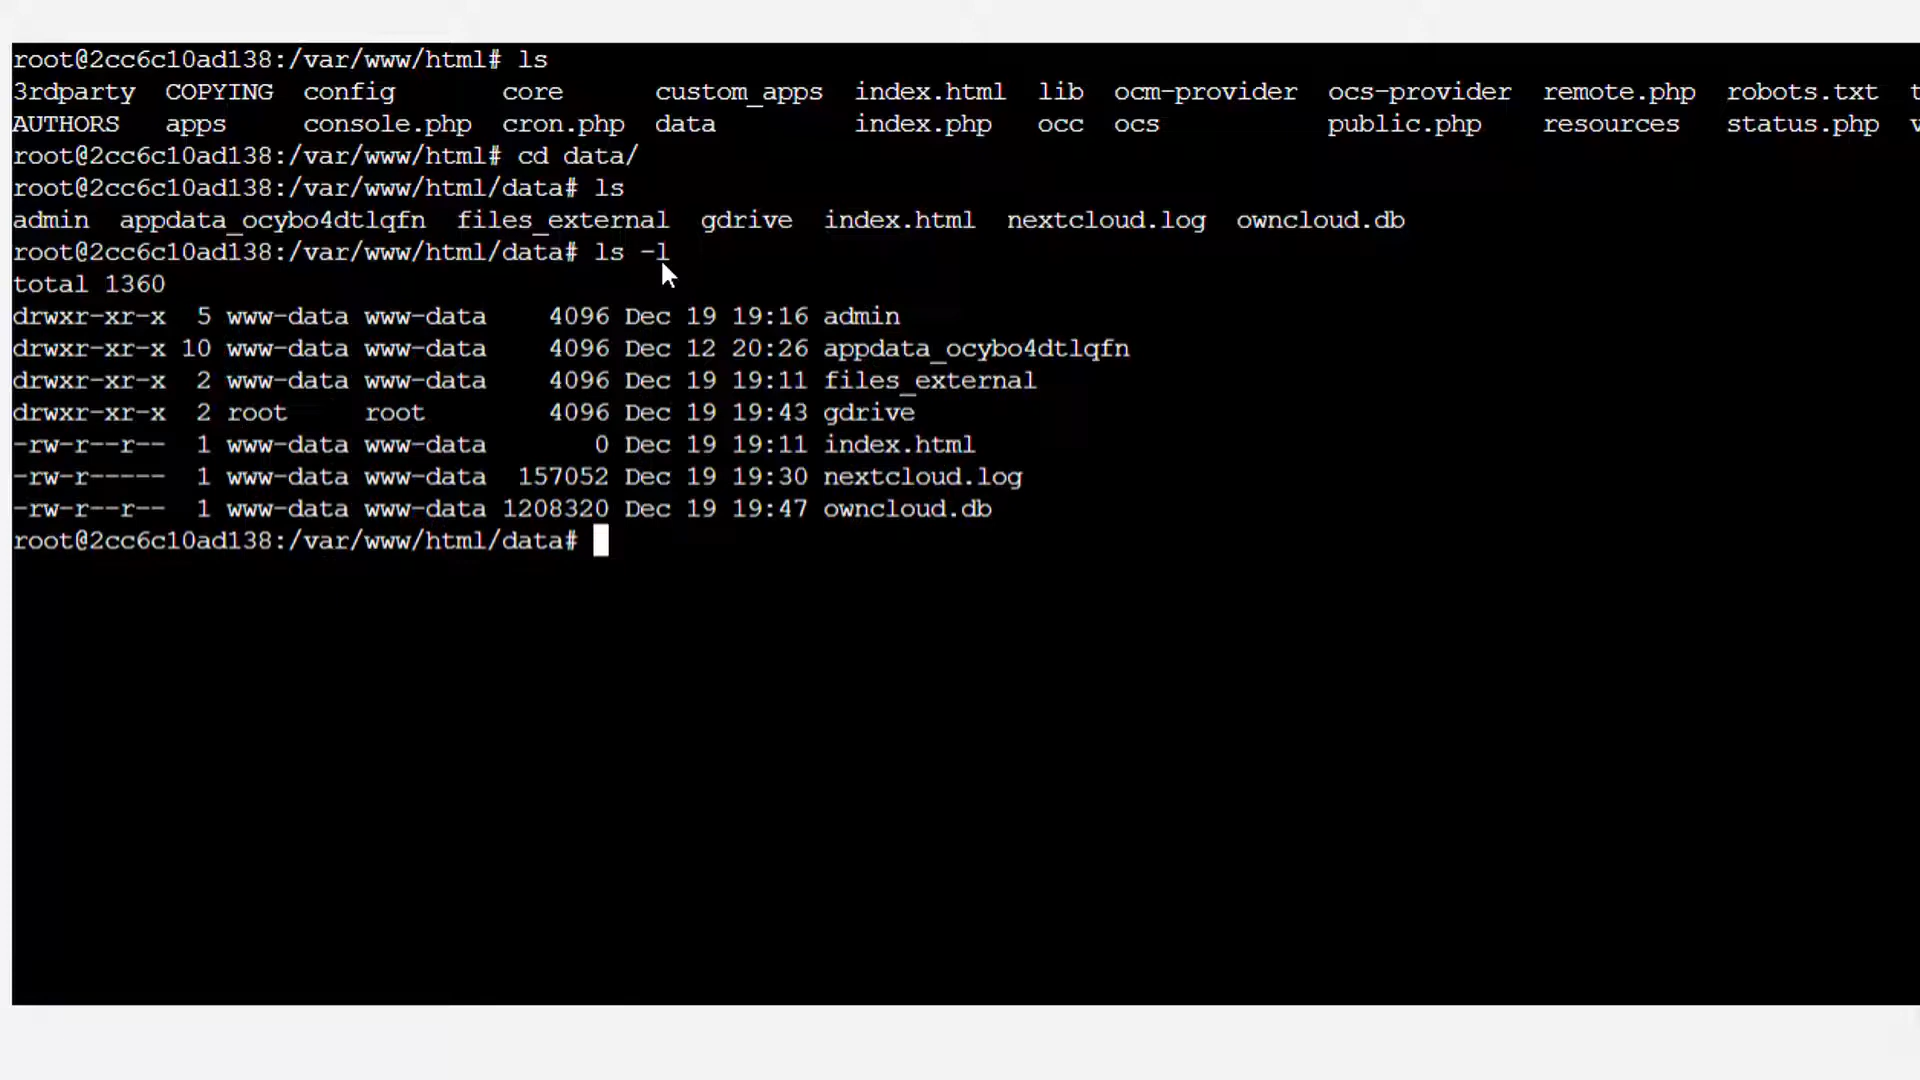 root@2cc6c10ad138:/var/www/html# ls
3rdparty  COPYING  config       core      custom_apps  index.html  lib  ocm-provider  ocs-provider  remote.php  robots.txt
AUTHORS   apps     console.php  cron.php  data         index.php   occ  ocs           public.php    resources   status.php
root@2cc6c10ad138:/var/www/html# cd data/
root@2cc6c10ad138:/var/www/html/data# ls
admin  appdata_ocybo4dtlqfn  files_external  gdrive  index.html  nextcloud.log  owncloud.db
root@2cc6c10ad138:/var/www/html/data# ls -l
total 1360
drwxr-xr-x  5 www-data www-data    4096 Dec 19 19:16 admin
drwxr-xr-x 10 www-data www-data    4096 Dec 12 20:26 appdata_ocybo4dtlqfn
drwxr-xr-x  2 www-data www-data    4096 Dec 19 19:11 files_external
drwxr-xr-x  2 root     root        4096 Dec 19 19:43 gdrive
-rw-r--r--  1 www-data www-data       0 Dec 19 19:11 index.html
-rw-r-----  1 www-data www-data  157052 Dec 19 19:30 nextcloud.log
-rw-r--r--  1 www-data www-data 1208320 Dec 19 19:47 owncloud.db
root@2cc6c10ad138:/var/www/html/data#